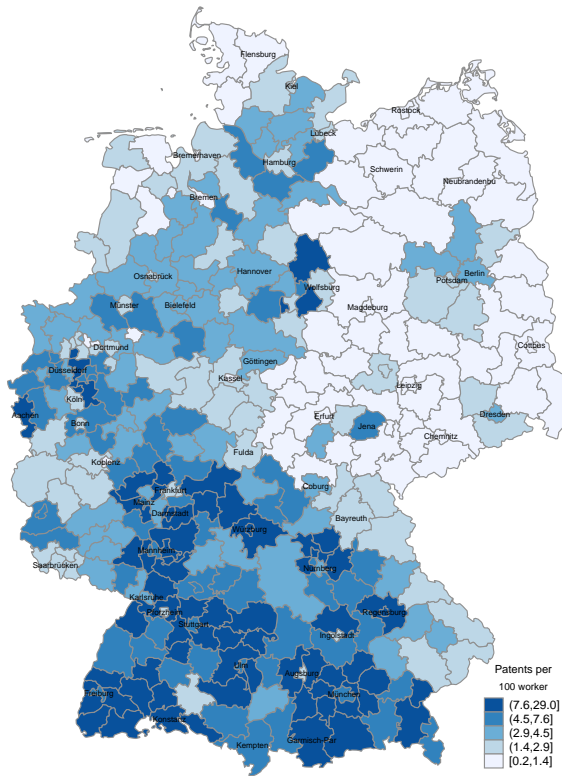 Flensburg
Kiel
Rostock
Lübeck
Bremerhaven
Hamburg
Schwerin
Neubrandenbu
Bremen
Osnabrück
Hannover
Wolfsburg
Berlin
Potsdam
Münster
Bielefeld
Magdeburg
Dortmund
Cottbus
Göttingen
Düsseldorf
Kassel
Leipzig
Köln
Aachen
Erfurt
Dresden
Bonn
Jena
Chemnitz
Fulda
Koblenz
Coburg
Frankfurt
Mainz
Darmstadt
Bayreuth
Würzburg
Mannheim
Saarbrücken
Nürnberg
Karlsruhe
Pforzheim
Regensburg
Stuttgart
Ingolstadt
Ulm
Augsburg
Freiburg
München
Konstanz
Garmisch-Par
Kempten
Patents per
100 worker
(7.6,29.0]
(4.5,7.6]
(2.9,4.5]
(1.4,2.9]
[0.2,1.4]